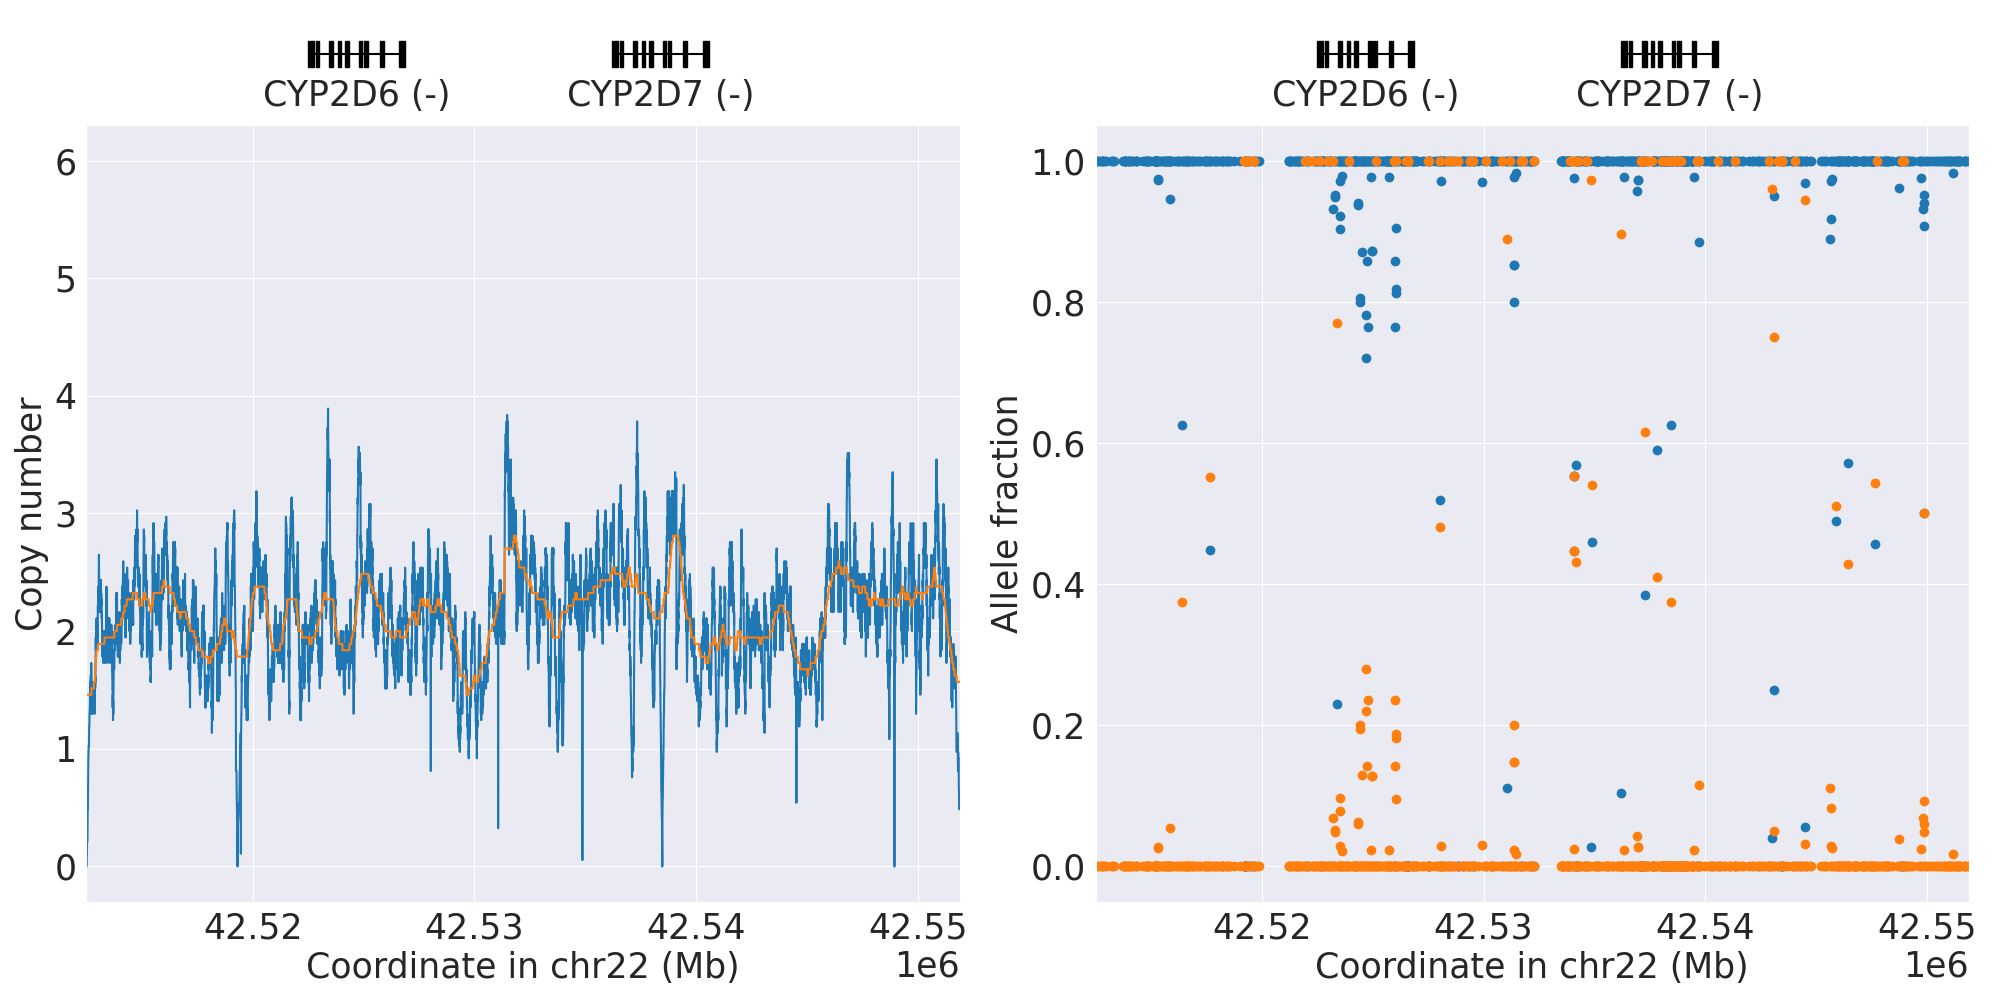 CYP2D6 (-)
CYP2D7 (-)
6
5
4
3
2
1
0
Copy number
42.52
42.53
42.54
42.55
Coordinate in chr22 (Mb)
1e6
CYP2D6 (-)
CYP2D7 (-)
1.0
0.8
0.6
0.4
0.2
0.0
Allele fraction
42.52
42.53
42.54
42.55
Coordinate in chr22 (Mb)
1e6